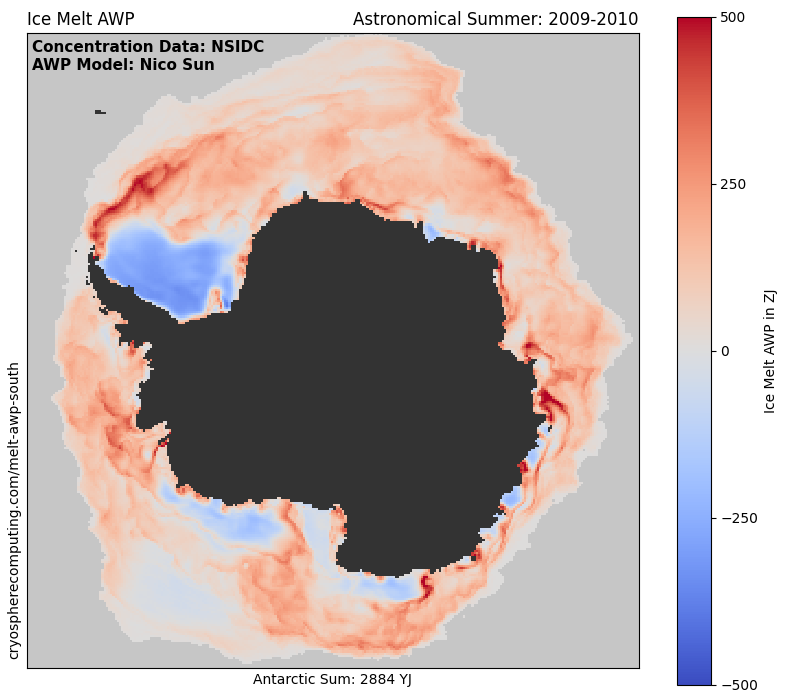 Ice Melt AWP
Astronomical Summer: 2009-2010
Concentration Data: NSIDC
AWP Model: Nico Sun
cryospherecomputing.com/melt-awp-south
Antarctic Sum: 2884 YJ
500
250
0
−250
−500
Ice Melt AWP in ZJ